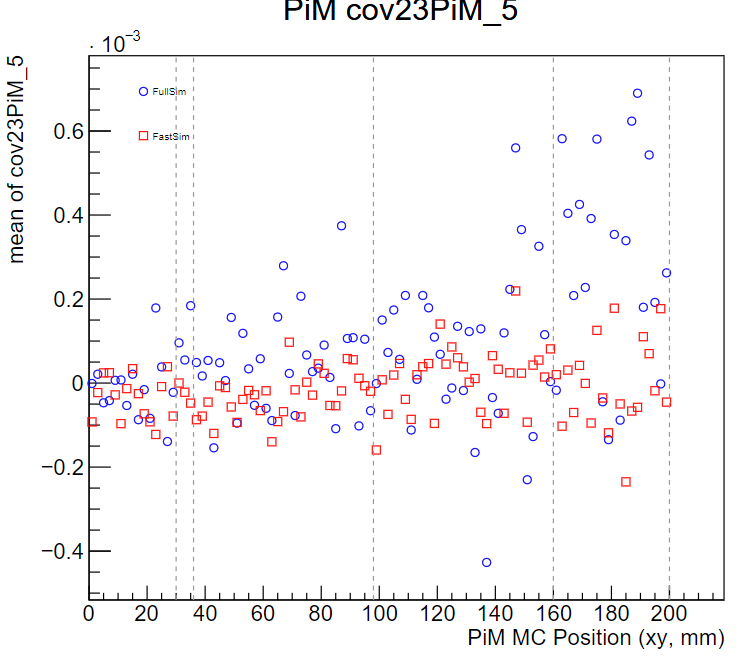 PiM cov23PiM_5
· 10−3
mean of cov23PiM_5
FullSim
FastSim
0.6
0.4
0.2
0
−0.2
−0.4
0 20 40 60 80 100 120 140 160 180 200
PiM MC Position (xy, mm)